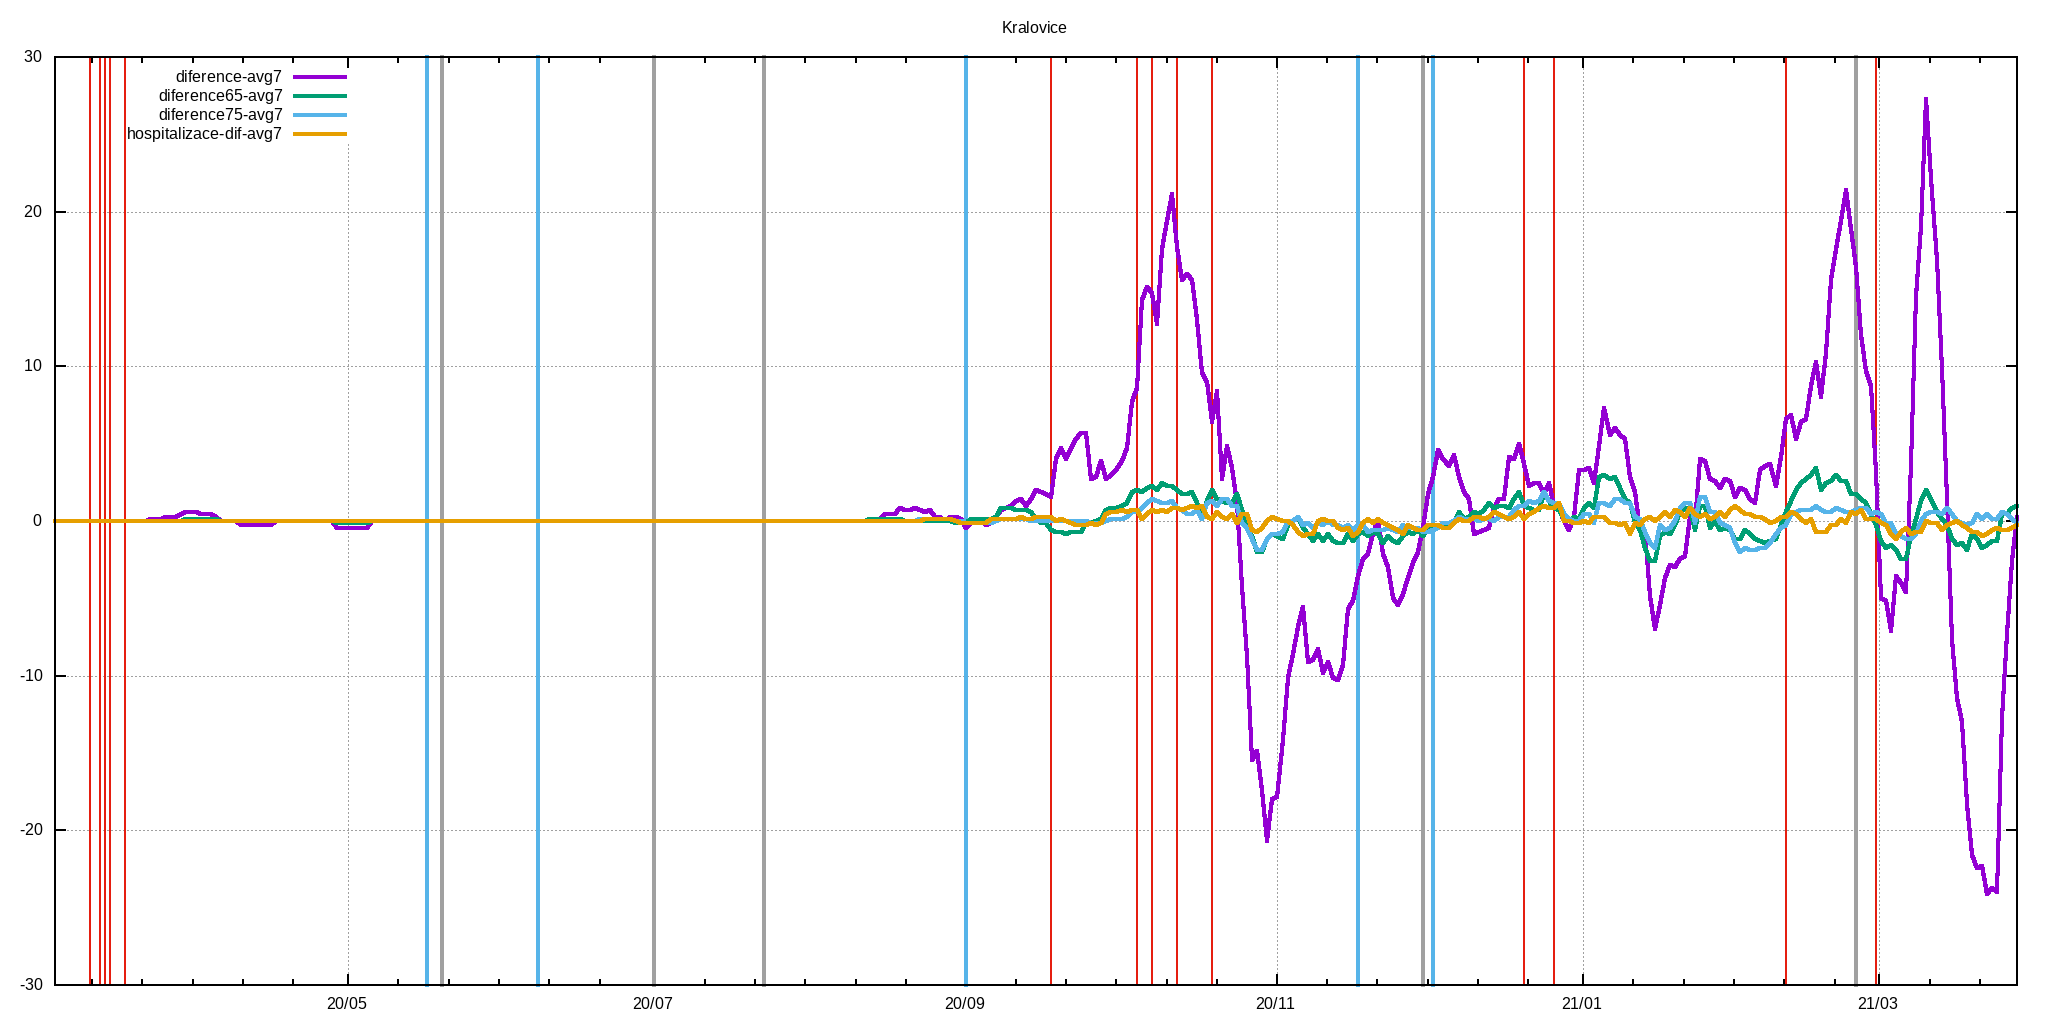 Kralovice
diference-avg7
diference65-avg7
diference75-avg7
hospitalizace-dif-avg7
30
20
10
0
-10
-20
-30
20/05 20/07 20/09 20/11 21/01 21/03